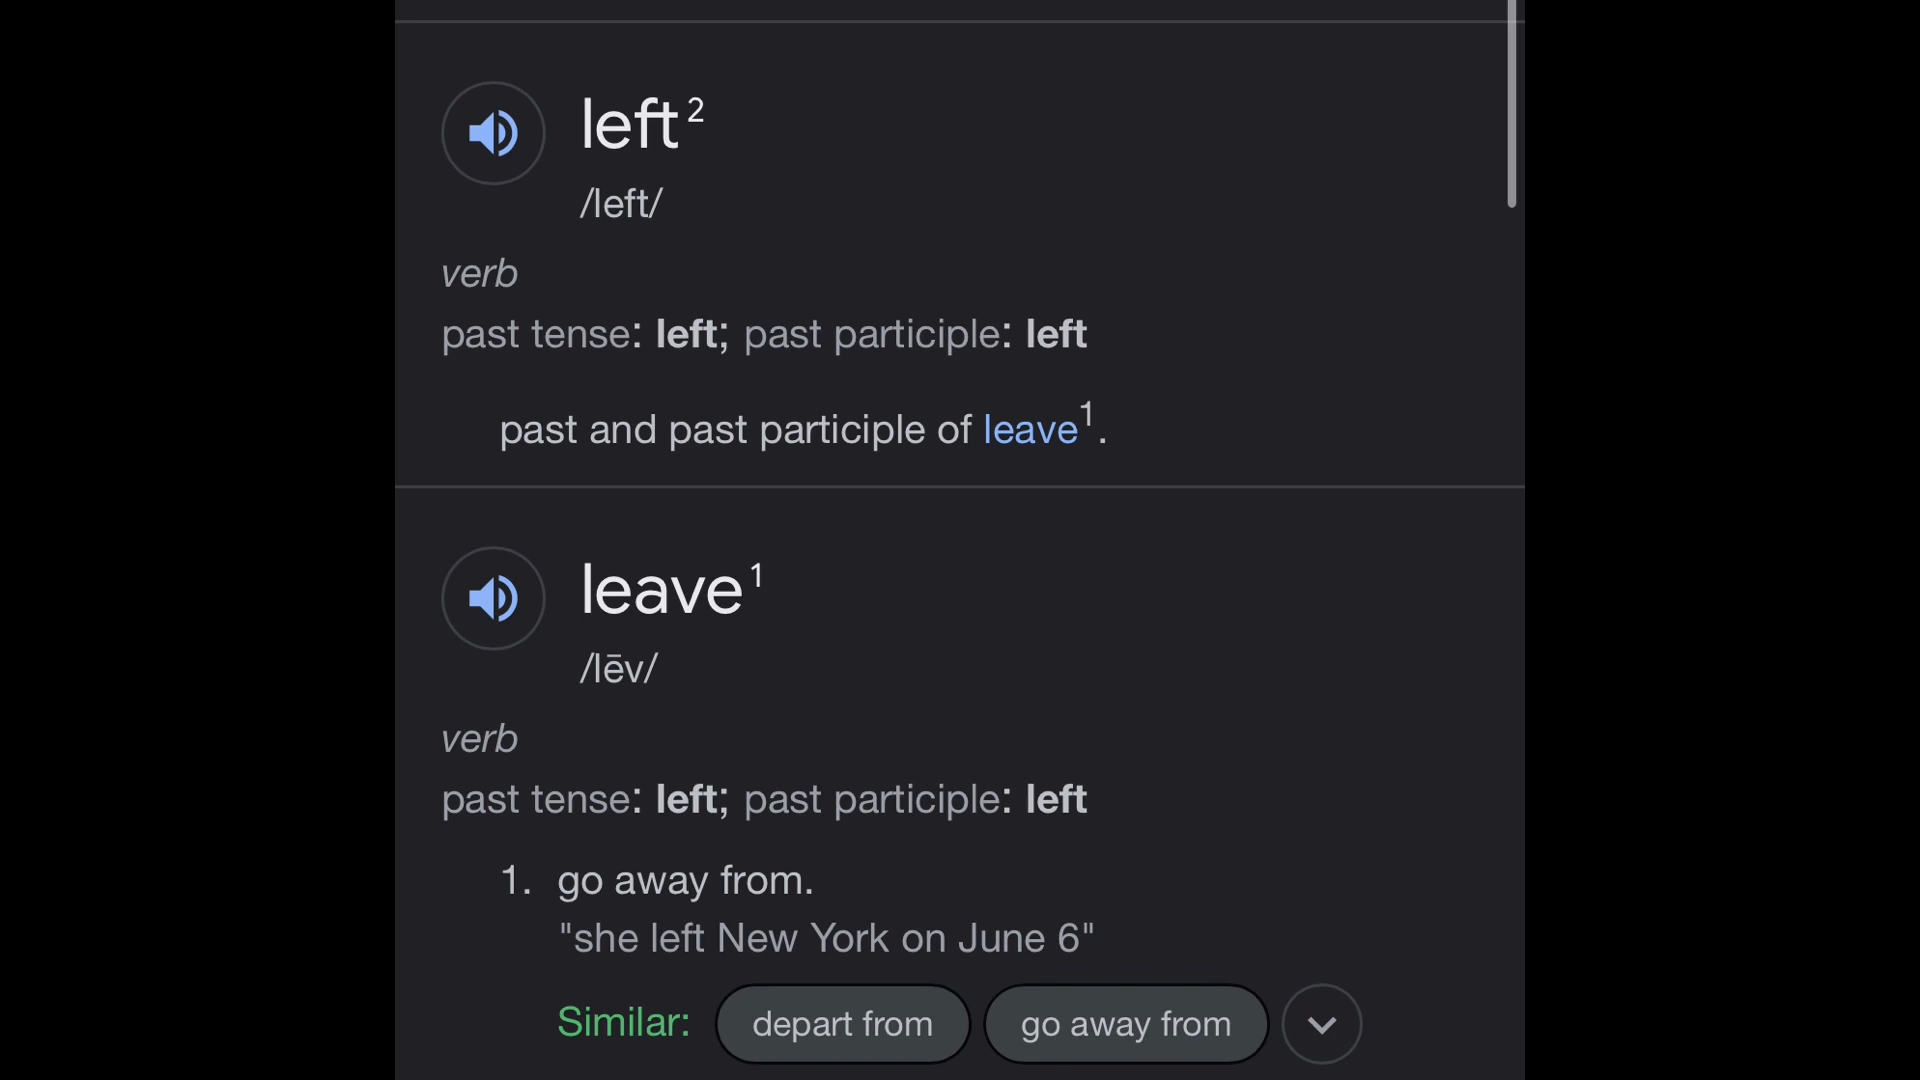 left²
/left/
verb
past tense: left; past participle: left
past and past participle of leave¹.
leave¹
/lēv/
verb
past tense: left; past participle: left
1. go away from.
"she left New York on June 6"
Similar: depart from go away from